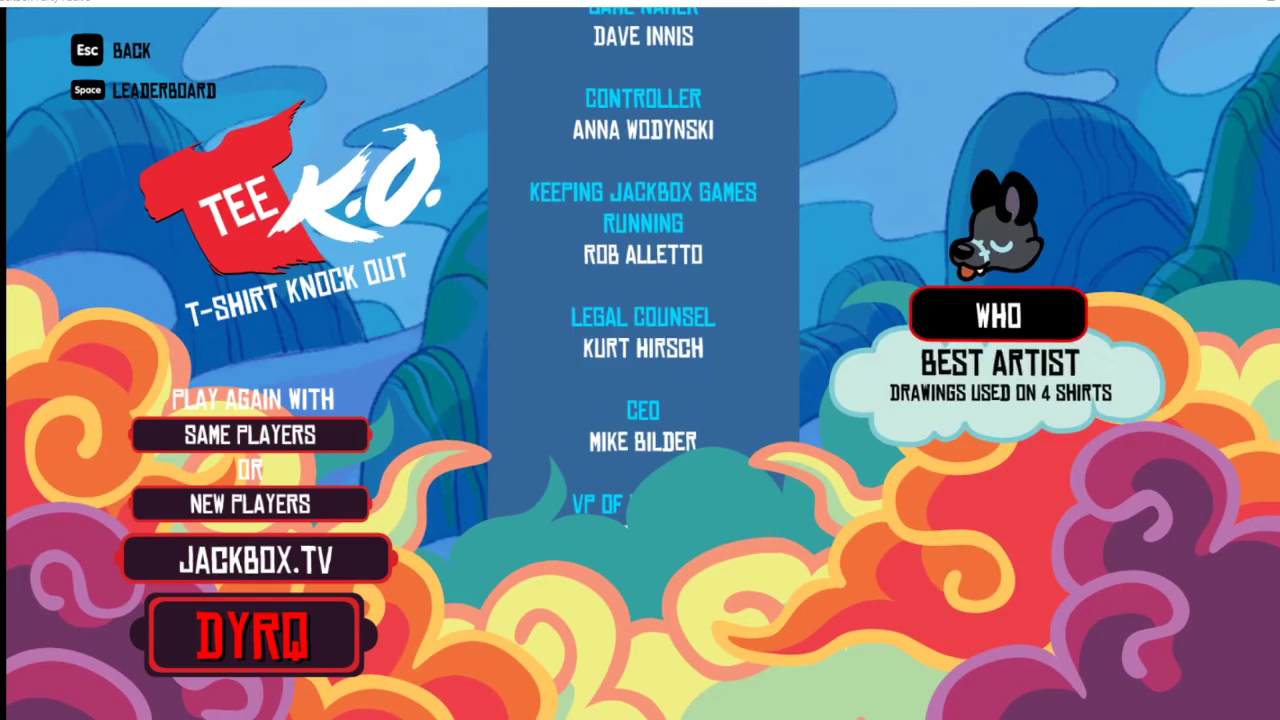 Esc BACK
Space LEADERBOARD
TEE K.O.
T-SHIRT KNOCK OUT
PLAY AGAIN WITH
SAME PLAYERS
OR
NEW PLAYERS
JACKBOX.TV
DYRQ
DAVE INNIS
CONTROLLER
ANNA WODYNSKI
KEEPING JACKBOX GAMES
RUNNING
ROB ALLETTO
LEGAL COUNSEL
KURT HIRSCH
CEO
MIKE BILDER
VP OF
WHO
BEST ARTIST
DRAWINGS USED ON 4 SHIRTS